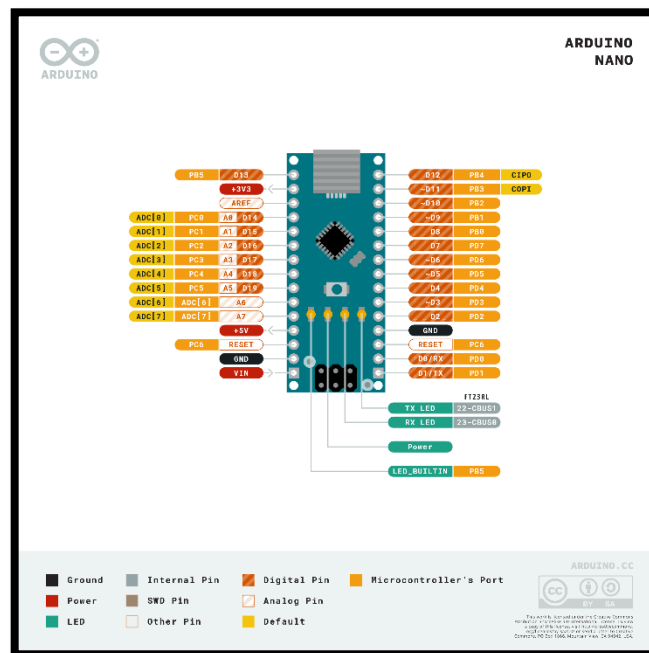 ARDUINO
ARDUINO
NANO
PB5 D13
+3V3
AREF
ADC[0] PC0 A0 D14
ADC[1] PC1 A1 D15
ADC[2] PC2 A2 D16
ADC[3] PC3 A3 D17
ADC[4] PC4 A4 D18
ADC[5] PC5 A5 D19
ADC[6] ADC[6] A6
ADC[7] ADC[7] A7
+5V
PC6 RESET
GND
VIN
D12 PB4 CIPO
~D11 PB3 COPI
~D10 PB2
~D9 PB1
D8 PB0
D7 PD7
~D6 PD6
~D5 PD5
D4 PD4
~D3 PD3
D2 PD2
GND
RESET PC6
D0/RX PD0
D1/TX PD1
FT23RL
TX LED 22-CBUS1
RX LED 23-CBUS0
Power
LED_BUILTIN PB5
Ground
Power
LED
Internal Pin
SWD Pin
Other Pin
Digital Pin
Analog Pin
Default
Microcontroller's Port
ARDUINO.CC
CC
BY SA